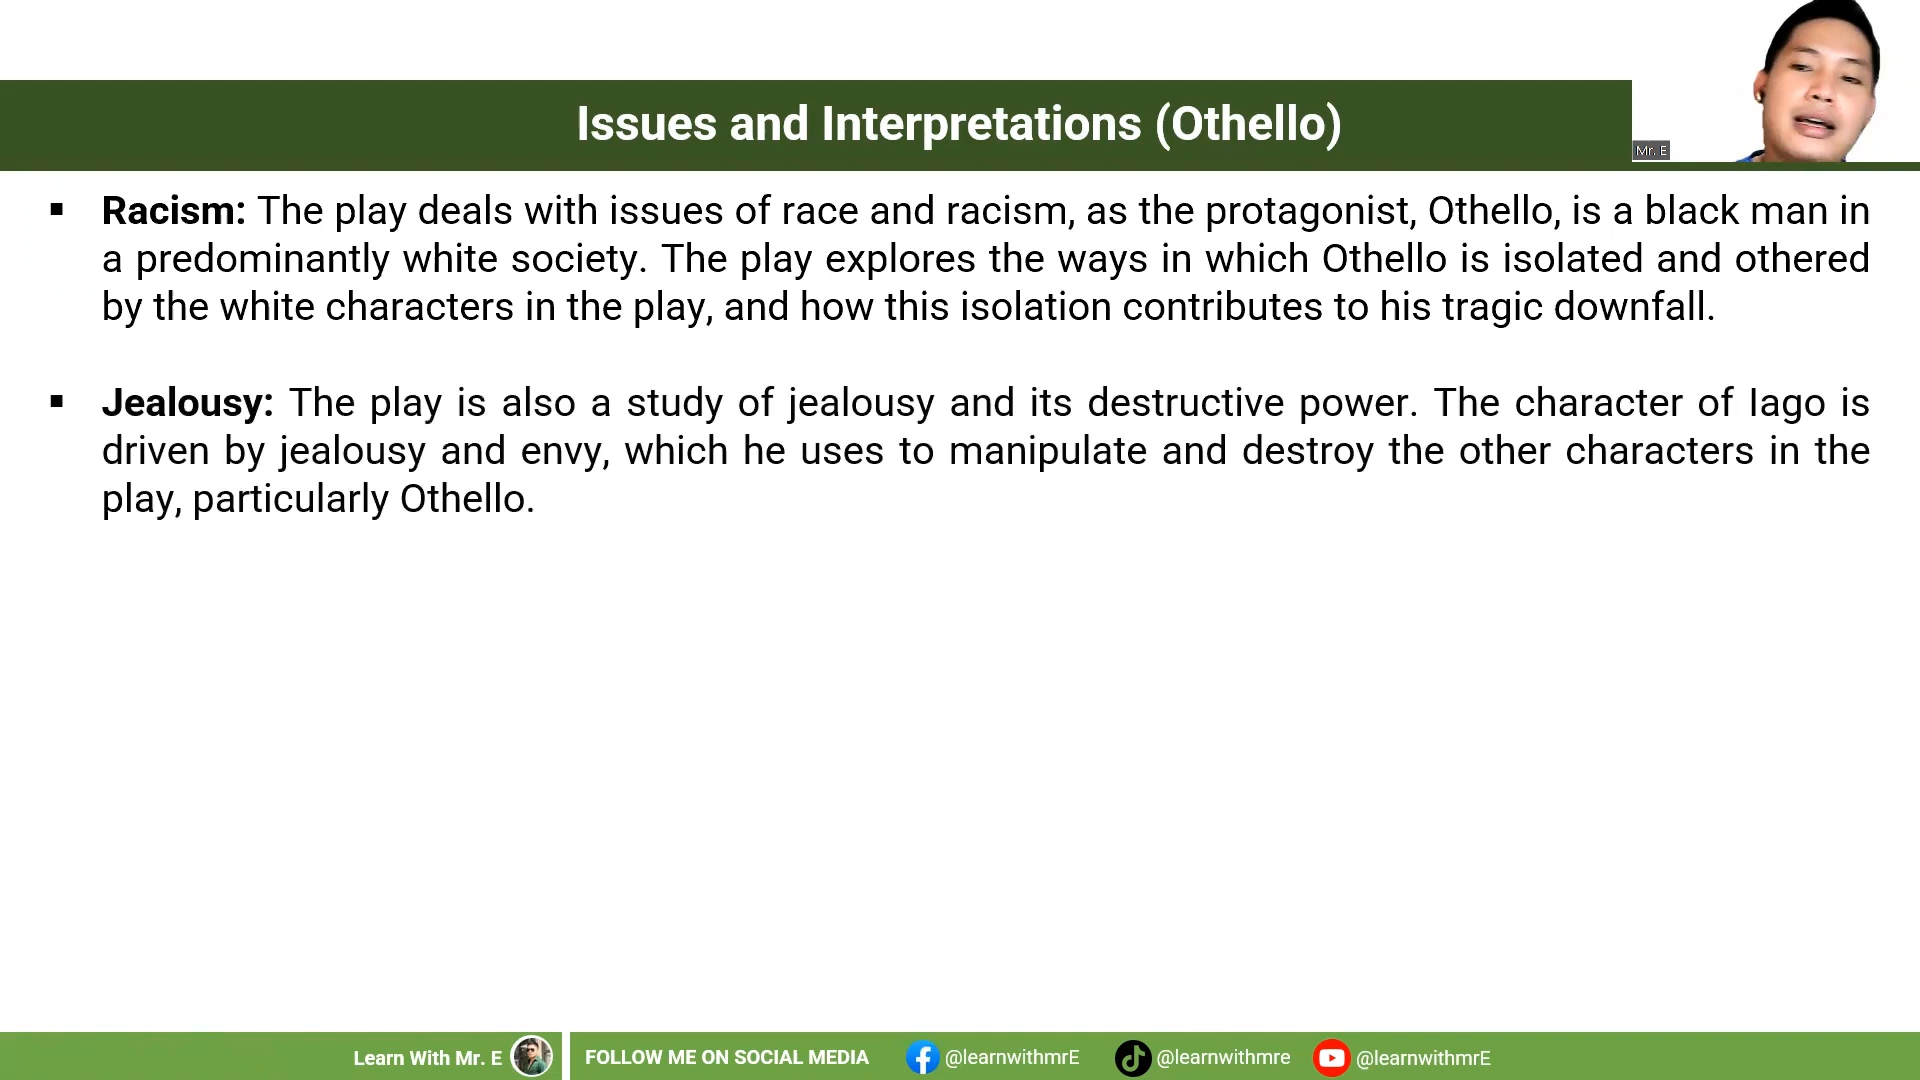 Issues and Interpretations (Othello)
Mr. E
▪ Racism: The play deals with issues of race and racism, as the protagonist, Othello, is a black man in
a predominantly white society. The play explores the ways in which Othello is isolated and othered
by the white characters in the play, and how this isolation contributes to his tragic downfall.
▪ Jealousy: The play is also a study of jealousy and its destructive power. The character of Iago is
driven by jealousy and envy, which he uses to manipulate and destroy the other characters in the
play, particularly Othello.
Learn With Mr. E FOLLOW ME ON SOCIAL MEDIA @learnwithmrE @learnwithmre @learnwithmrE